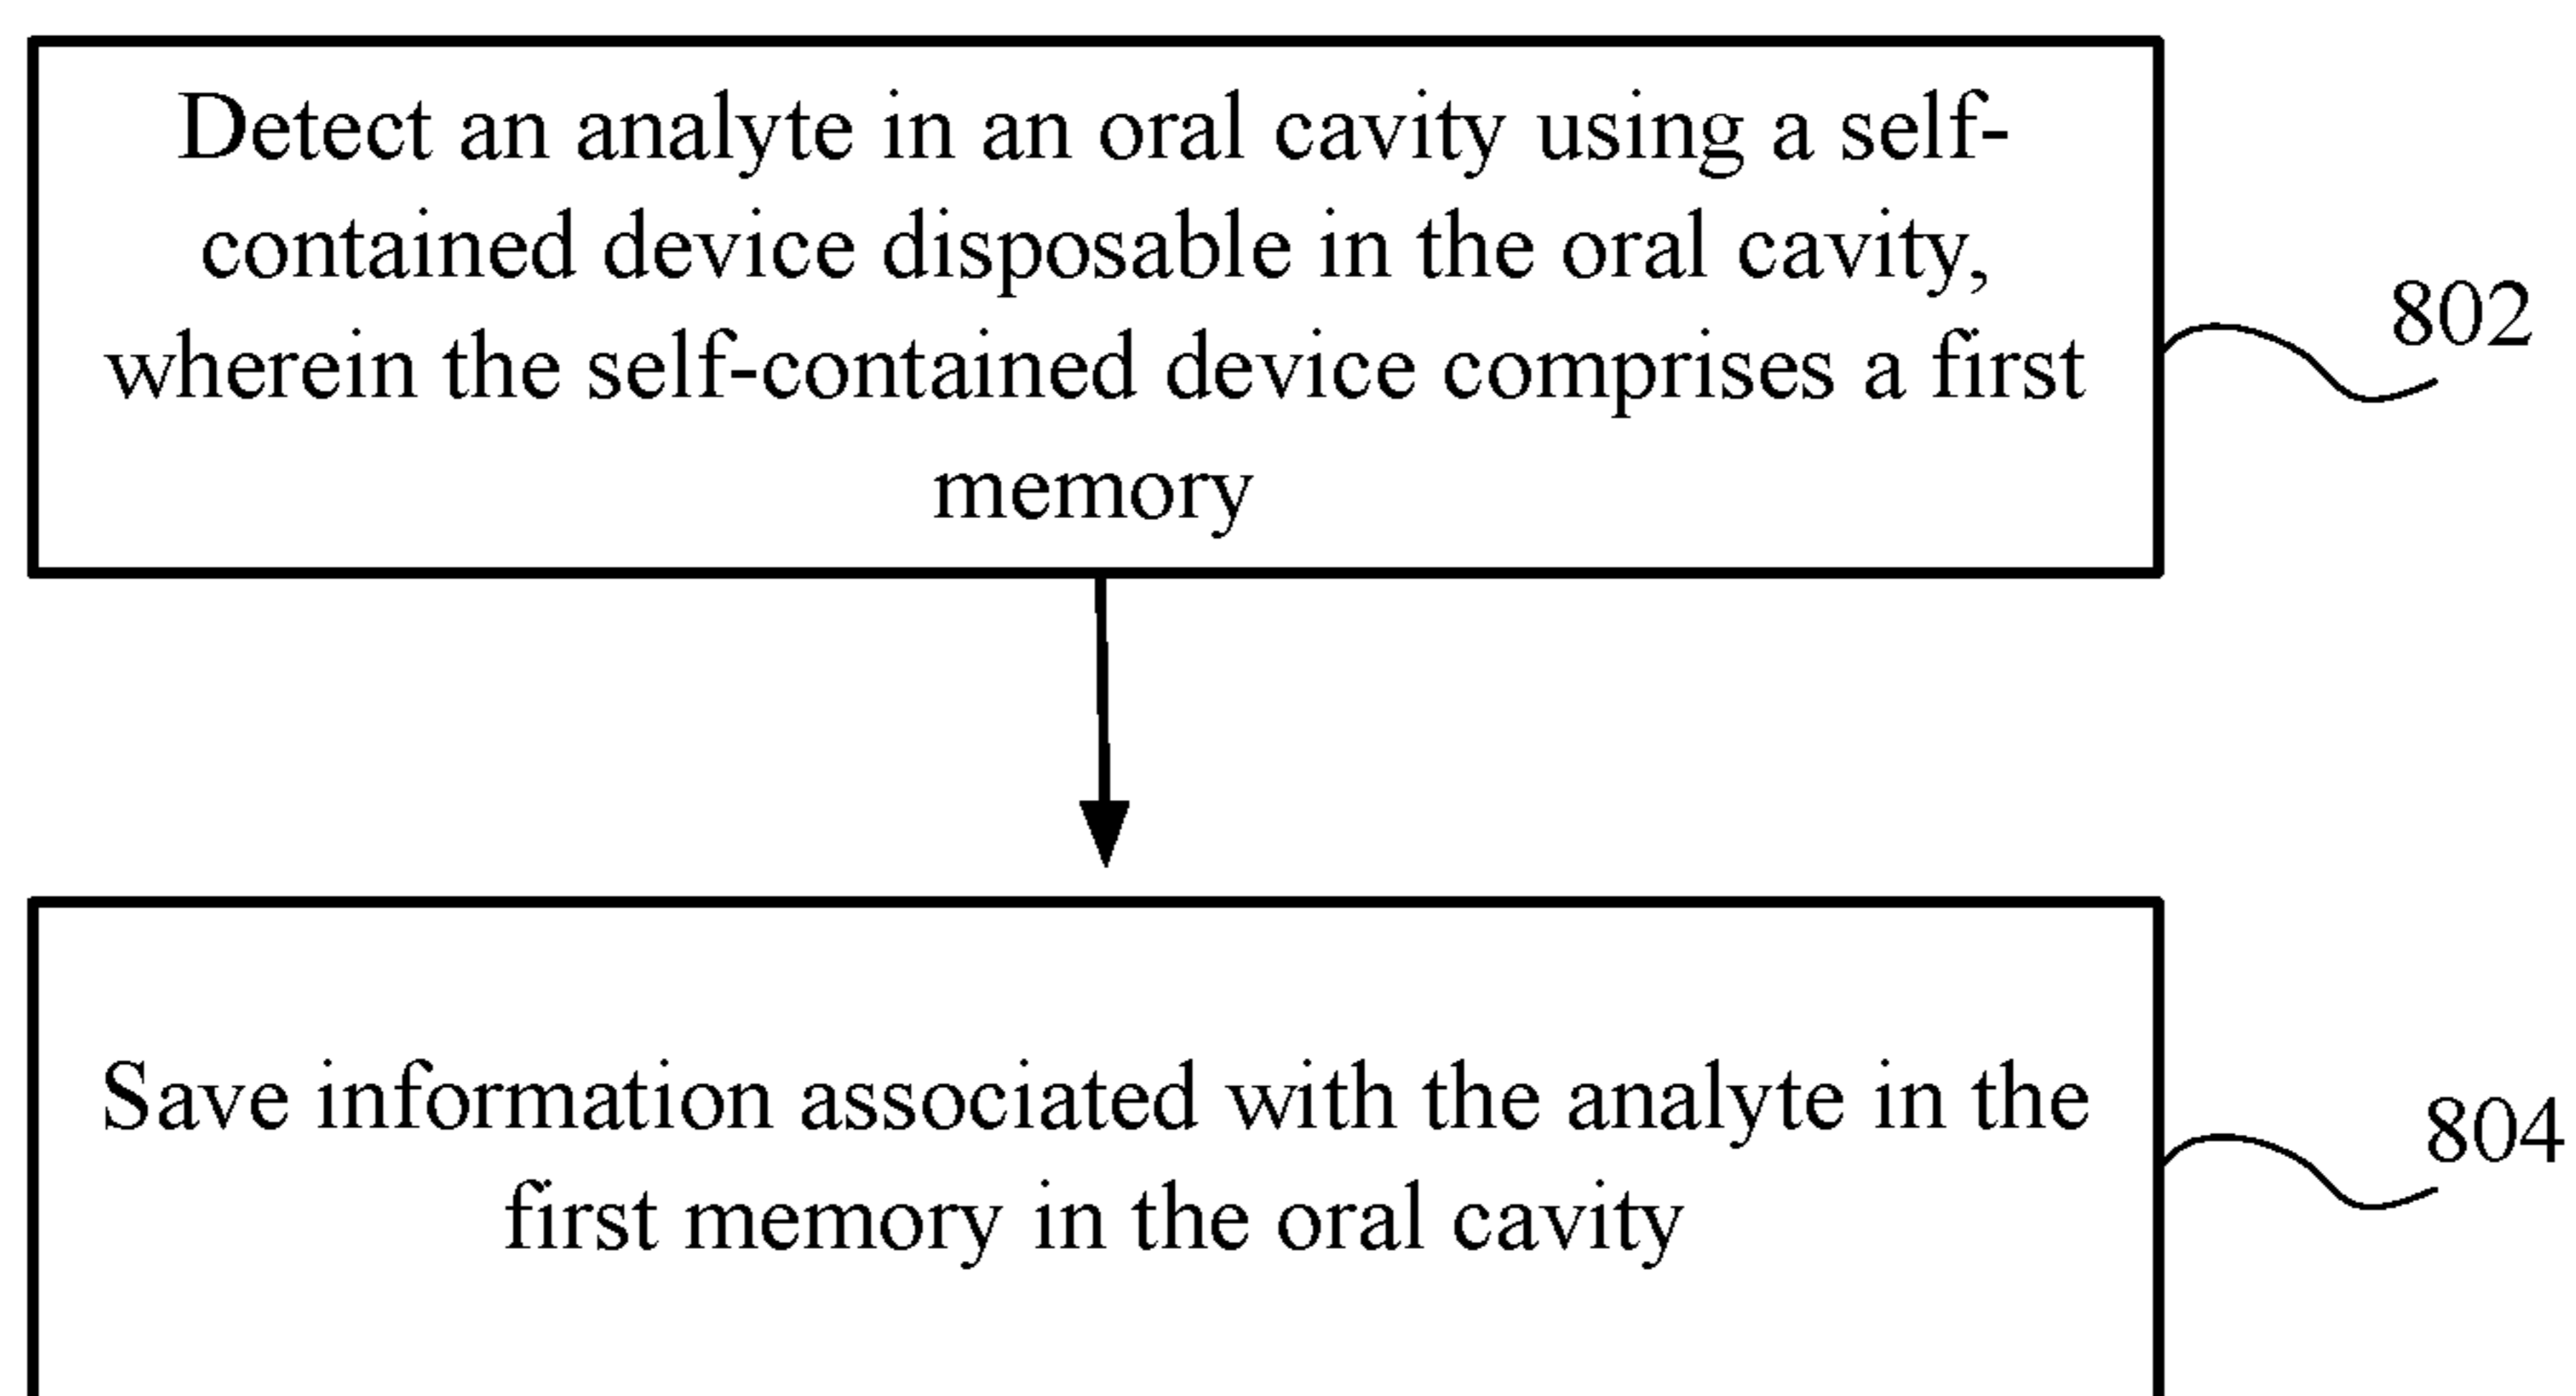 Detect an analyte in an oral cavity using a self-
contained device disposable in the oral cavity,
wherein the self-contained device comprises a first
memory
802
Save information associated with the analyte in the
first memory in the oral cavity
804